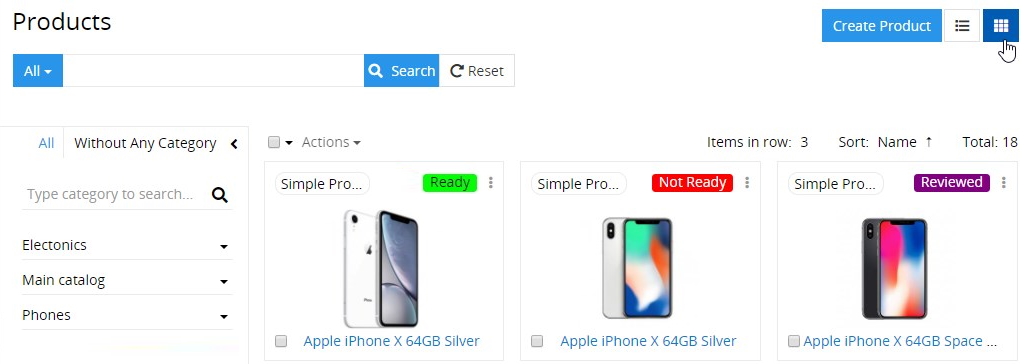 Products
Create Product
All
Search
Reset
All
Without Any Category
Actions
Items in row: 3
Sort: Name ↑
Total: 18
Type category to search...
Electonics
Main catalog
Phones
Simple Pro...
Ready
Apple iPhone X 64GB Silver
Simple Pro...
Not Ready
Apple iPhone X 64GB Silver
Simple Pro...
Reviewed
Apple iPhone X 64GB Space ...